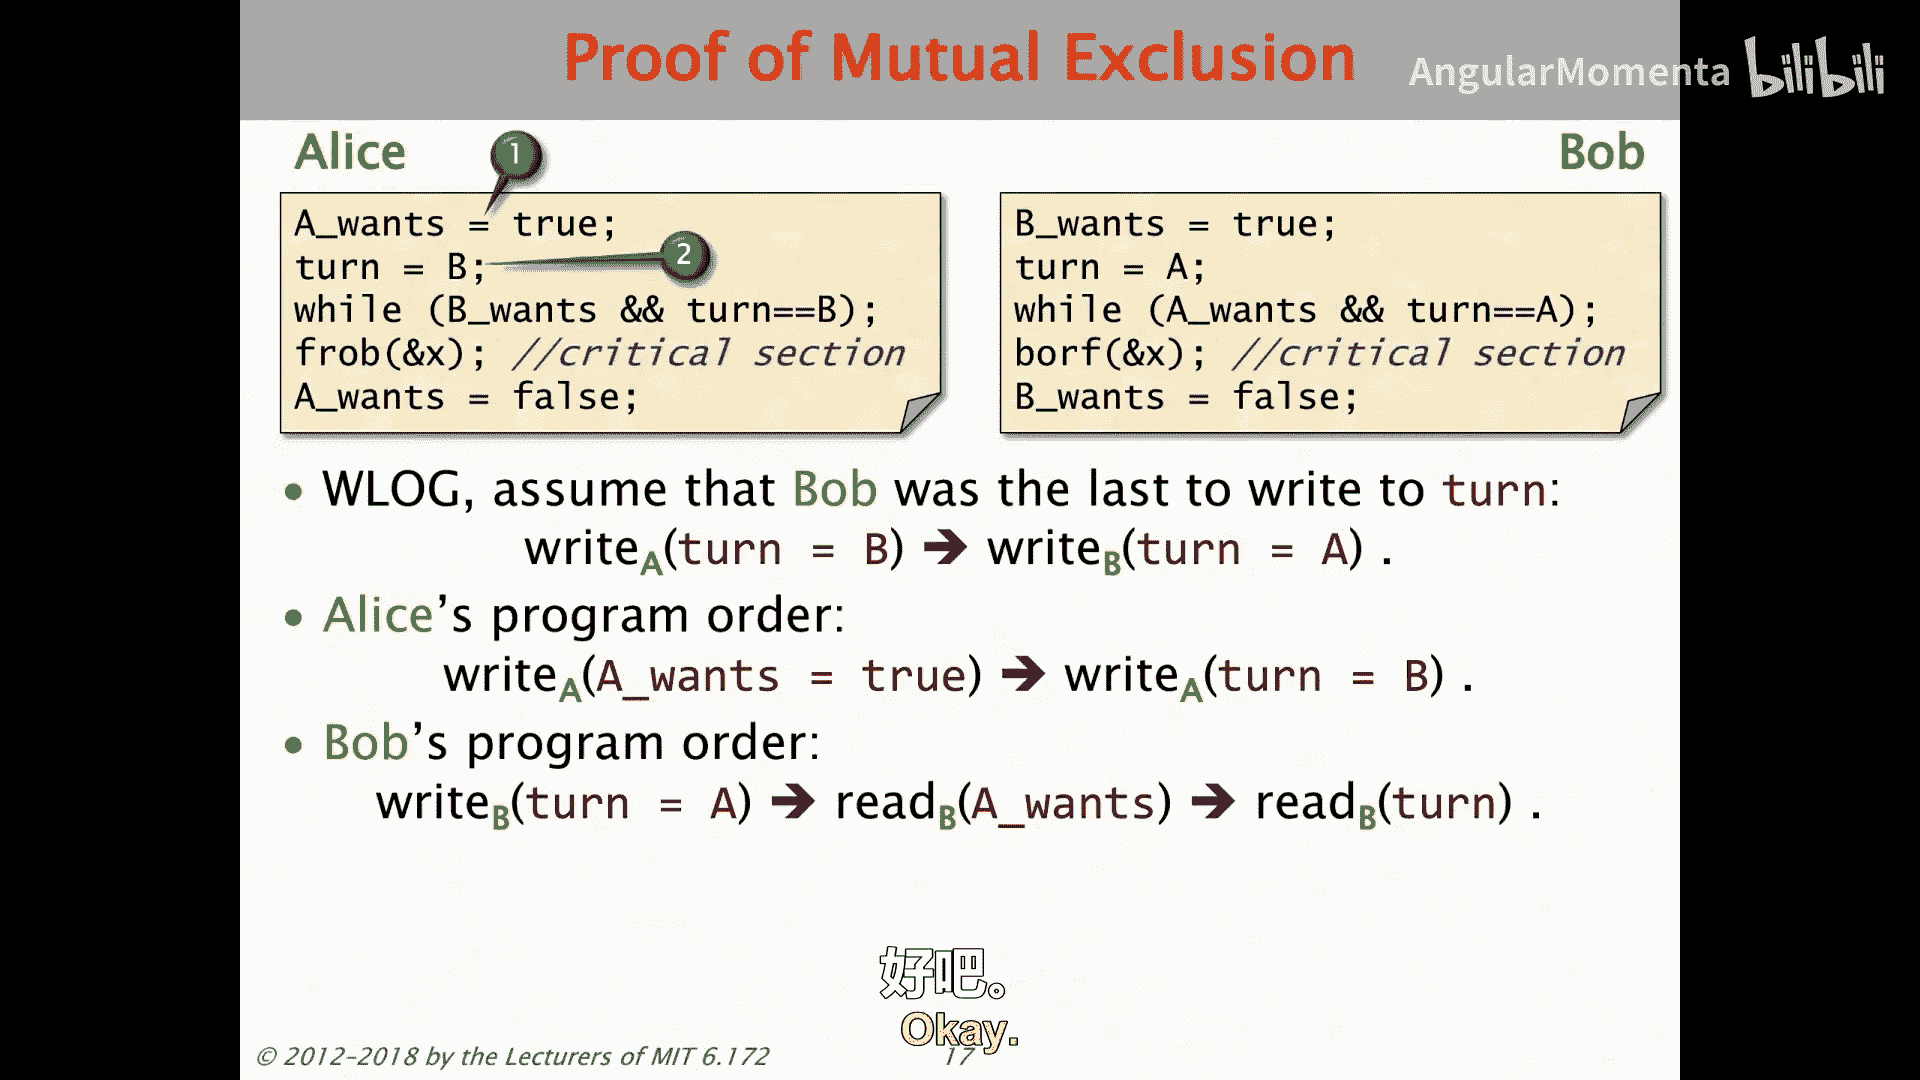 Proof of Mutual Exclusion
AngularMomenta bilibili
Alice
1
Bob
A_wants = true;
turn = B;
2
while (B_wants && turn==B);
frob(&x); //critical section
A_wants = false;
B_wants = true;
turn = A;
while (A_wants && turn==A);
borf(&x); //critical section
B_wants = false;
• WLOG, assume that Bob was the last to write to turn:
writeA(turn = B) ➔ writeB(turn = A) .
• Alice’s program order:
writeA(A_wants = true) ➔ writeA(turn = B) .
• Bob’s program order:
writeB(turn = A) ➔ readB(A_wants) ➔ readB(turn) .
好吧。
Okay.
© 2012–2018 by the Lecturers of MIT 6.172
17